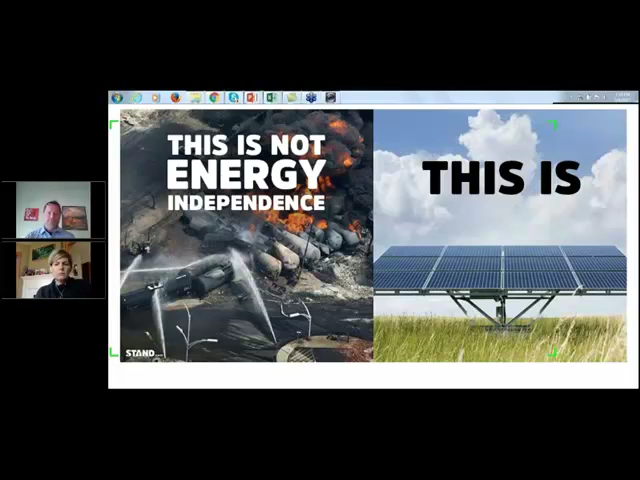 THIS IS NOT
ENERGY
INDEPENDENCE
THIS IS
STAND